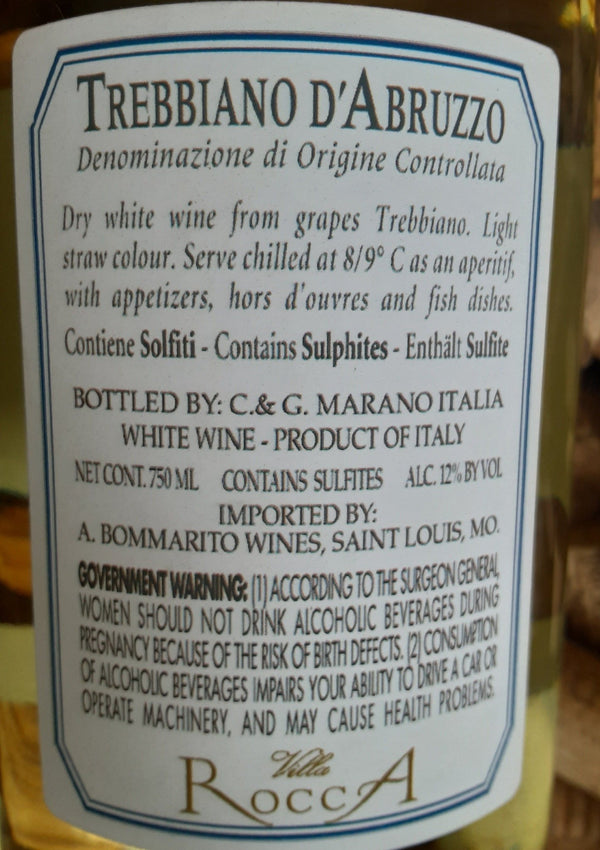 TREBBIANO D'ABRUZZO
Denominazione di Origine Controllata
Dry white wine from grapes Trebbiano. Light
straw colour. Serve chilled at 8/9° C as an aperitif,
with appetizers, hors d'ouvres and fish dishes.
Contiene Solfiti - Contains Sulphites - Enthält Sulfite
BOTTLED BY: C.& G. MARANO ITALIA
WHITE WINE - PRODUCT OF ITALY
NET CONT. 750 ML CONTAINS SULFITES ALC. 12% BY VOL
IMPORTED BY:
A. BOMMARITO WINES, SAINT LOUIS, MO.
GOVERNMENT WARNING: (1) ACCORDING TO THE SURGEON GENERAL,
WOMEN SHOULD NOT DRINK ALCOHOLIC BEVERAGES DURING
PREGNANCY BECAUSE OF THE RISK OF BIRTH DEFECTS. (2) CONSUMPTION
OF ALCOHOLIC BEVERAGES IMPAIRS YOUR ABILITY TO DRIVE A CAR OR
OPERATE MACHINERY, AND MAY CAUSE HEALTH PROBLEMS.
Villa
ROCCA